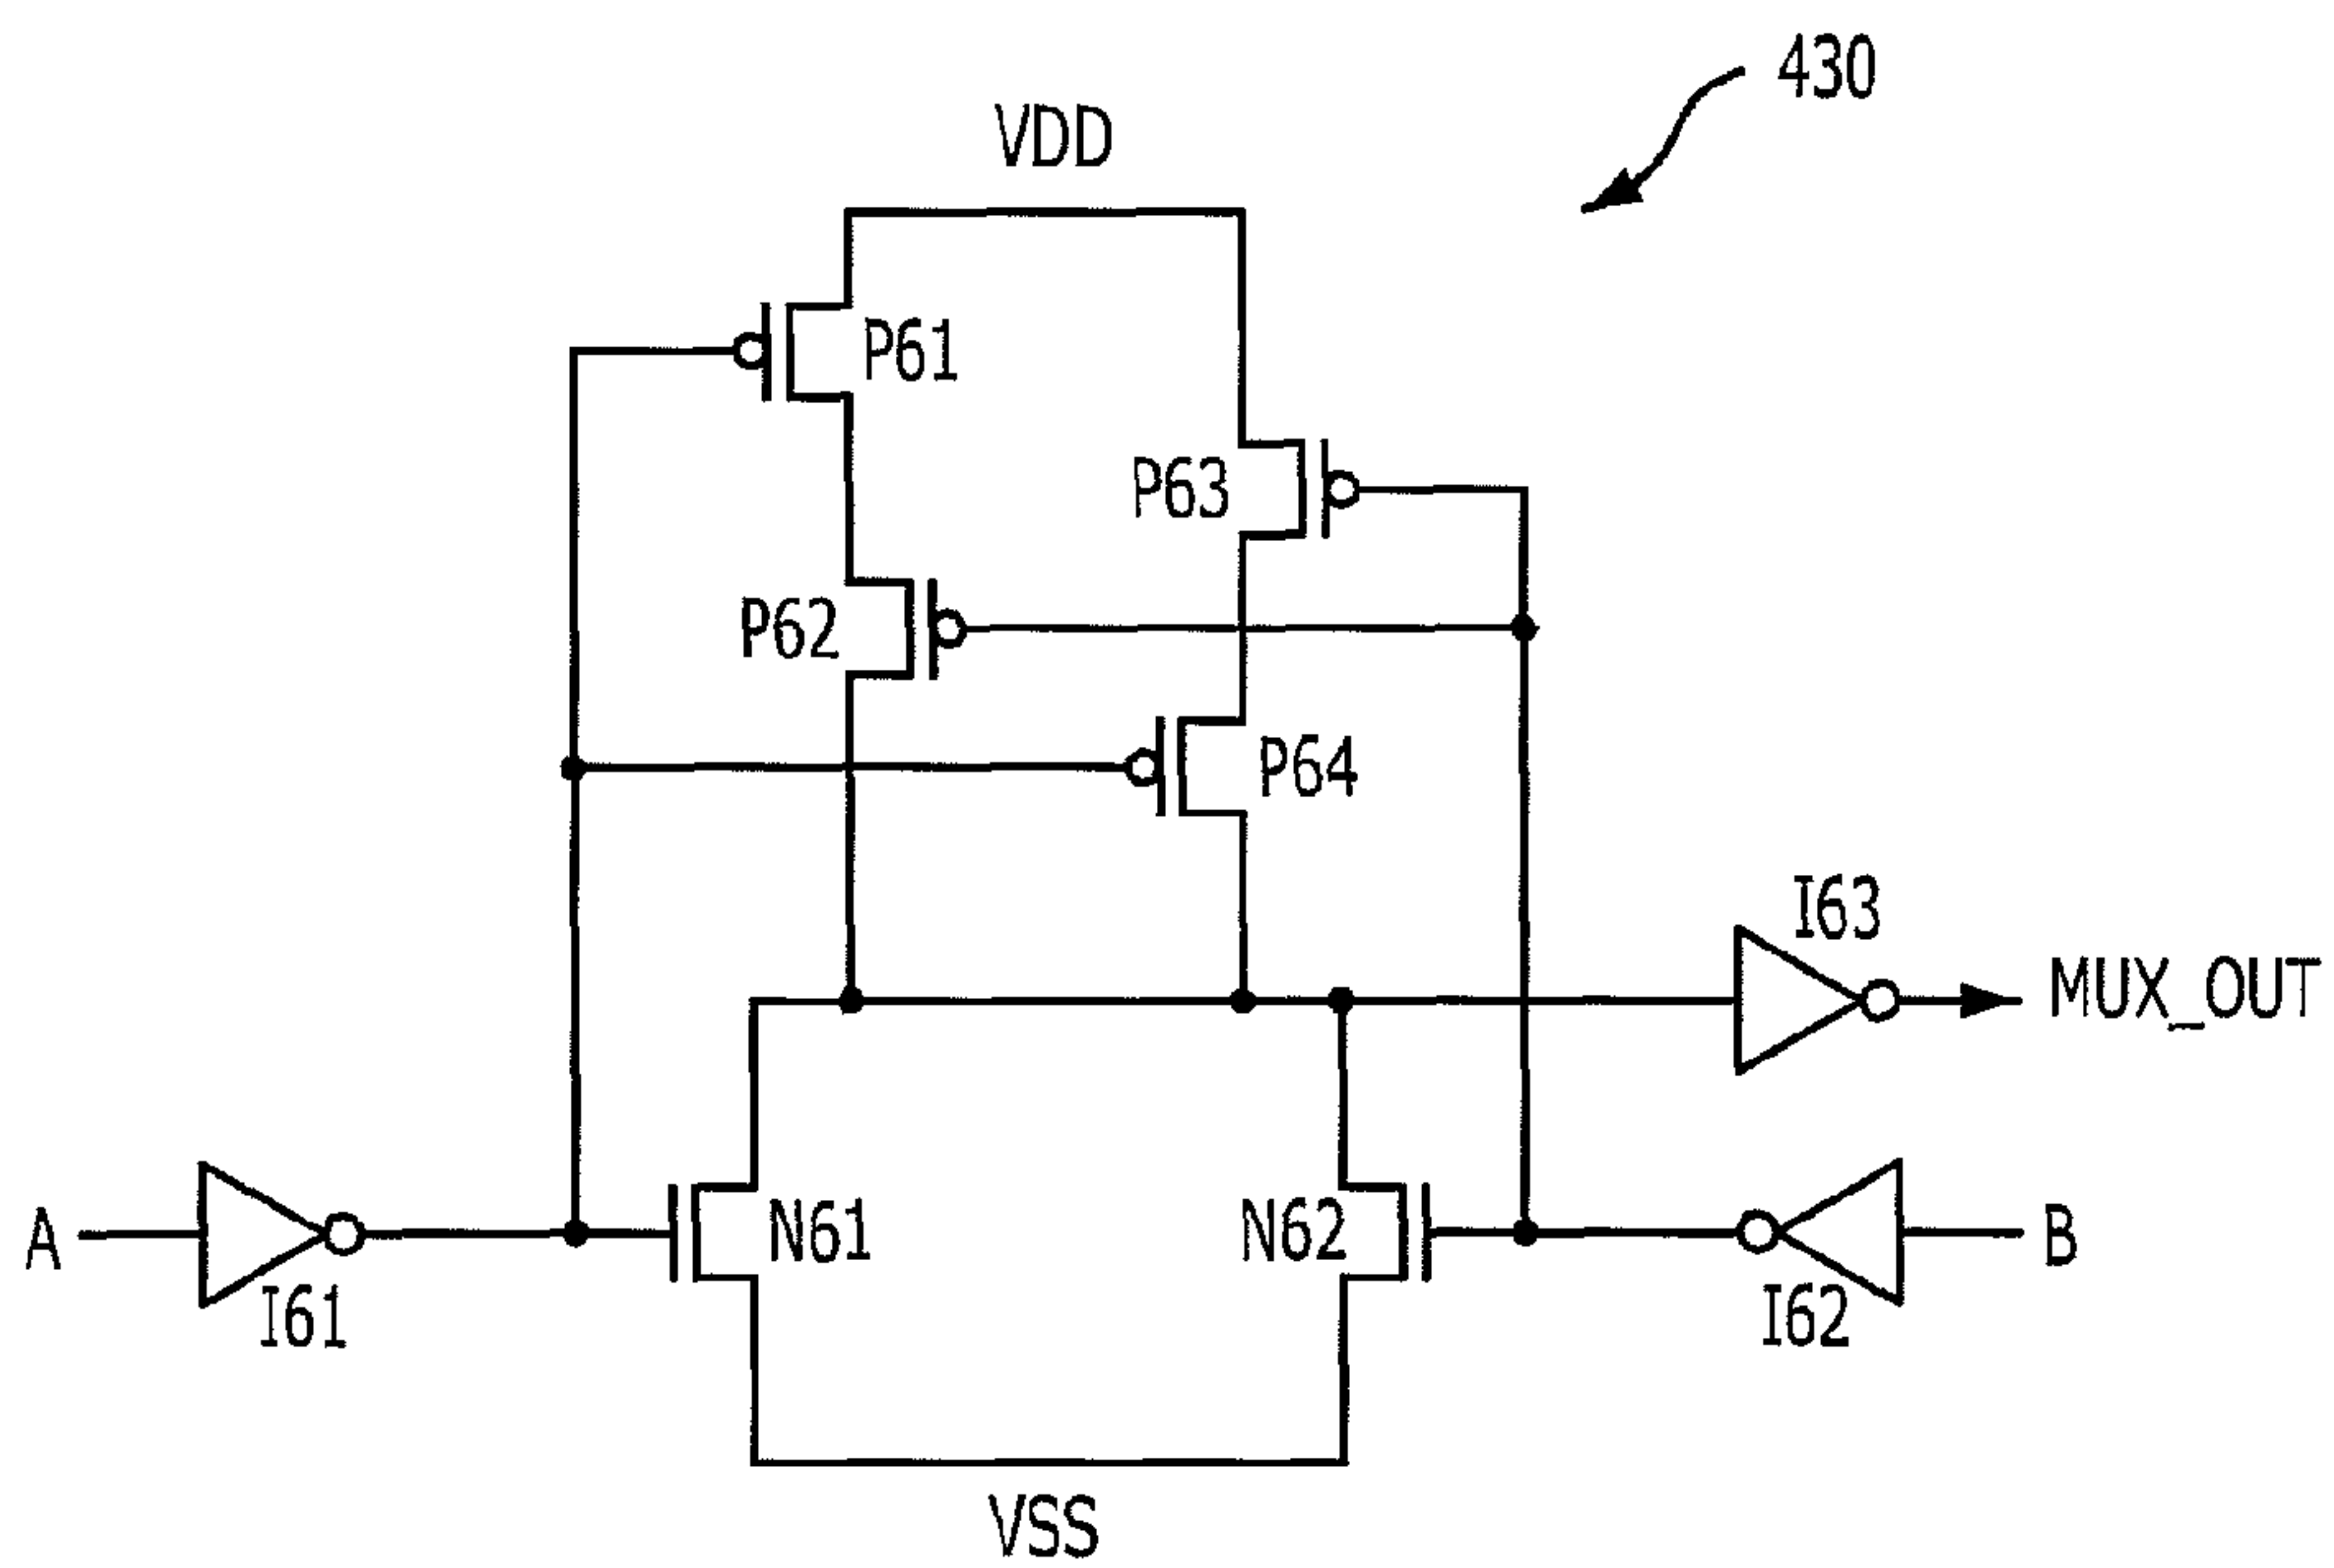 430
VDD
P61
P63
P62
P64
I63
MUX_OUT
A
N61
N62
B
I61
I62
VSS